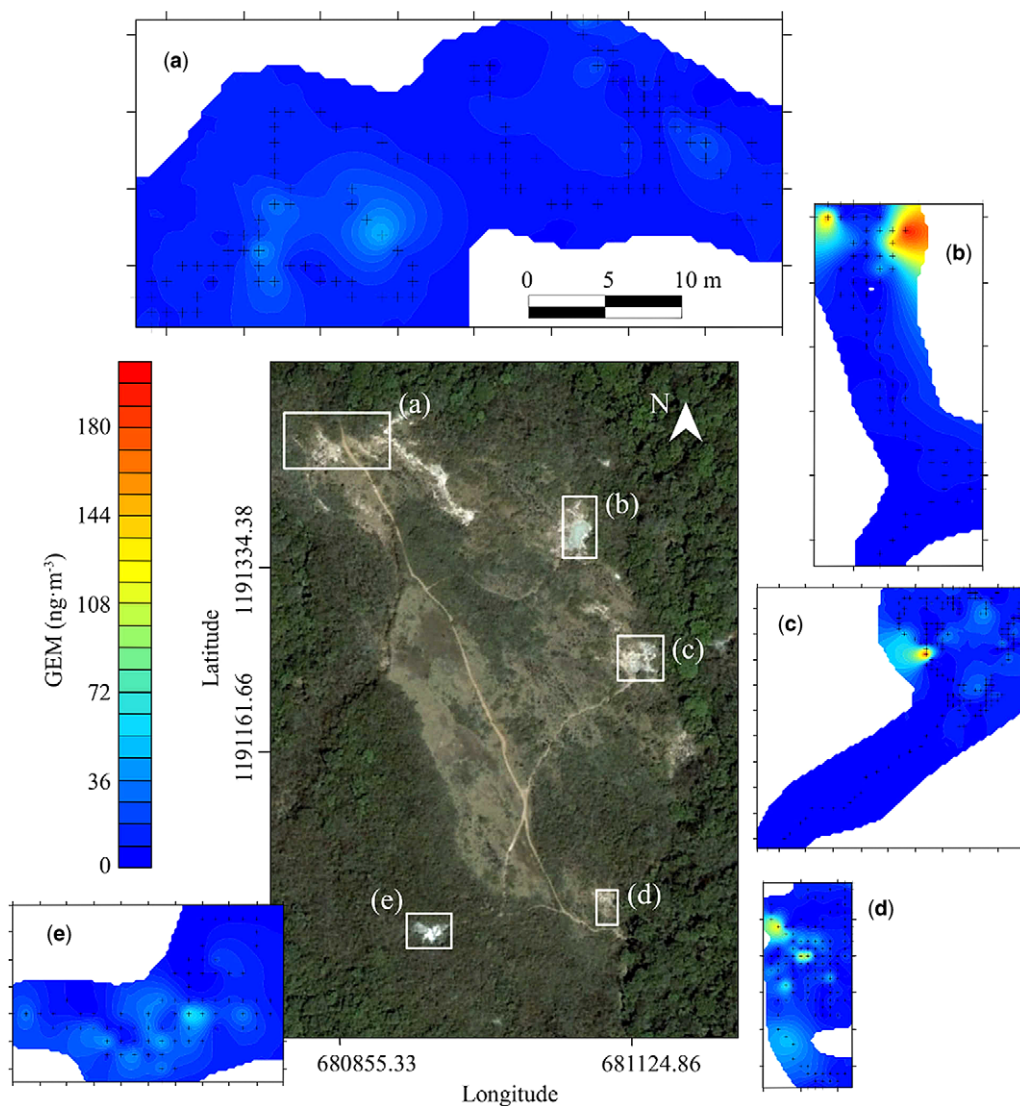 (a)
0 5 10 m
(b)
180
144
108
72
36
0
GEM (ng·m⁻³)
(a)
N
(b)
(c)
(d)
(e)
1191334.38
1191161.66
Latitude
(c)
(d)
(e)
680855.33 681124.86
Longitude